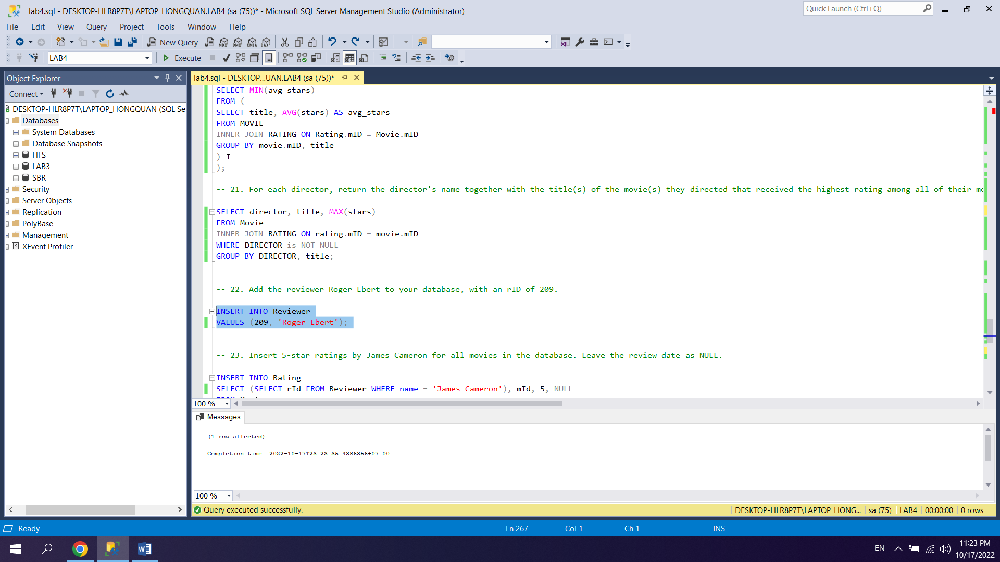 lab4.sql - DESKTOP-HLR8P7T\LAPTOP_HONGQUAN.LAB4 (sa (75))* - Microsoft SQL Server Management Studio (Administrator)
Quick Launch (Ctrl+Q)
File Edit View Query Project Tools Window Help
New Query MDX DMX XMLA DAX
LAB4 Execute
Object Explorer
Connect
DESKTOP-HLR8P7T\LAPTOP_HONGQUAN (SQL Se
Databases
System Databases
Database Snapshots
HFS
LAB3
SBR
Security
Server Objects
Replication
PolyBase
Management
XEvent Profiler
lab4.sql - DESKTOP...UAN.LAB4 (sa (75))*
SELECT MIN(avg_stars)
FROM (
SELECT title, AVG(stars) AS avg_stars
FROM MOVIE
INNER JOIN RATING ON Rating.mID = Movie.mID
GROUP BY movie.mID, title
) I
);
-- 21. For each director, return the director's name together with the title(s) of the movie(s) they directed that received the highest rating among all of their mo
SELECT director, title, MAX(stars)
FROM Movie
INNER JOIN RATING ON rating.mID = movie.mID
WHERE DIRECTOR is NOT NULL
GROUP BY DIRECTOR, title;
-- 22. Add the reviewer Roger Ebert to your database, with an rID of 209.
INSERT INTO Reviewer
VALUES (209, 'Roger Ebert');
-- 23. Insert 5-star ratings by James Cameron for all movies in the database. Leave the review date as NULL.
INSERT INTO Rating
SELECT (SELECT rId FROM Reviewer WHERE name = 'James Cameron'), mId, 5, NULL
100 %
Messages
(1 row affected)
Completion time: 2022-10-17T23:23:35.4386356+07:00
100 %
Query executed successfully. DESKTOP-HLR8P7T\LAPTOP_HONG... sa (75) LAB4 00:00:00 0 rows
Ready Ln 267 Col 1 Ch 1 INS
EN
11:23 PM
10/17/2022